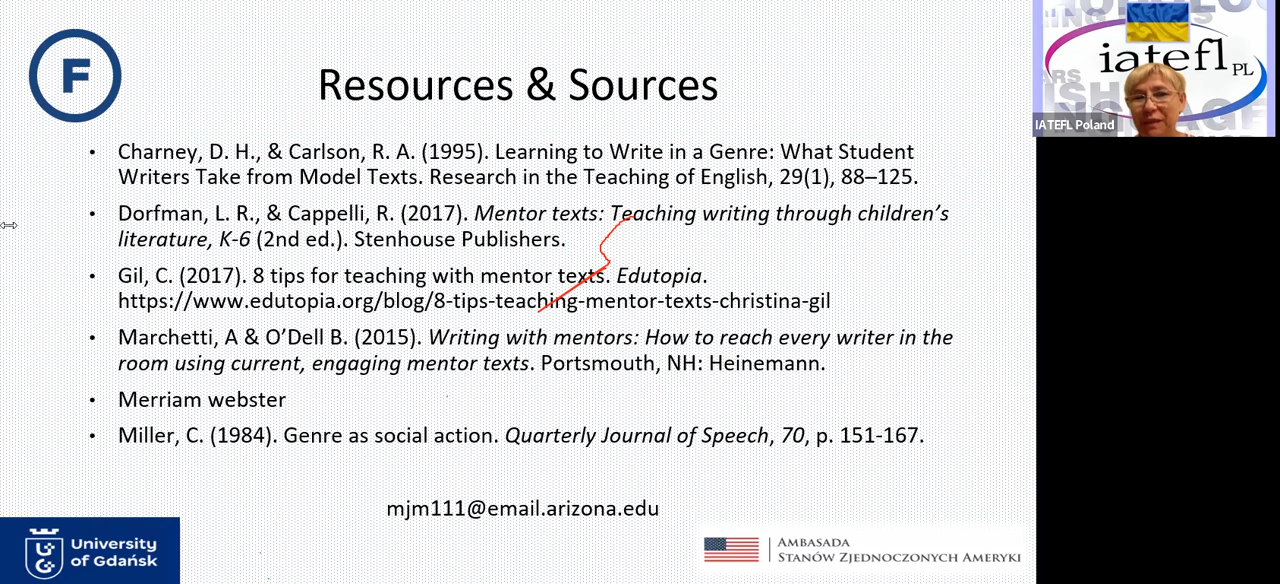 F
Resources & Sources
• Charney, D. H., & Carlson, R. A. (1995). Learning to Write in a Genre: What Student
Writers Take from Model Texts. Research in the Teaching of English, 29(1), 88–125.
• Dorfman, L. R., & Cappelli, R. (2017). Mentor texts: Teaching writing through children’s
literature, K-6 (2nd ed.). Stenhouse Publishers.
• Gil, C. (2017). 8 tips for teaching with mentor texts. Edutopia.
https://www.edutopia.org/blog/8-tips-teaching-mentor-texts-christina-gil
• Marchetti, A & O’Dell B. (2015). Writing with mentors: How to reach every writer in the
room using current, engaging mentor texts. Portsmouth, NH: Heinemann.
• Merriam webster
• Miller, C. (1984). Genre as social action. Quarterly Journal of Speech, 70, p. 151-167.
mjm111@email.arizona.edu
University
of Gdańsk
Ambasada
Stanów Zjednoczonych Ameryki
iatefl PL
IATEFL Poland